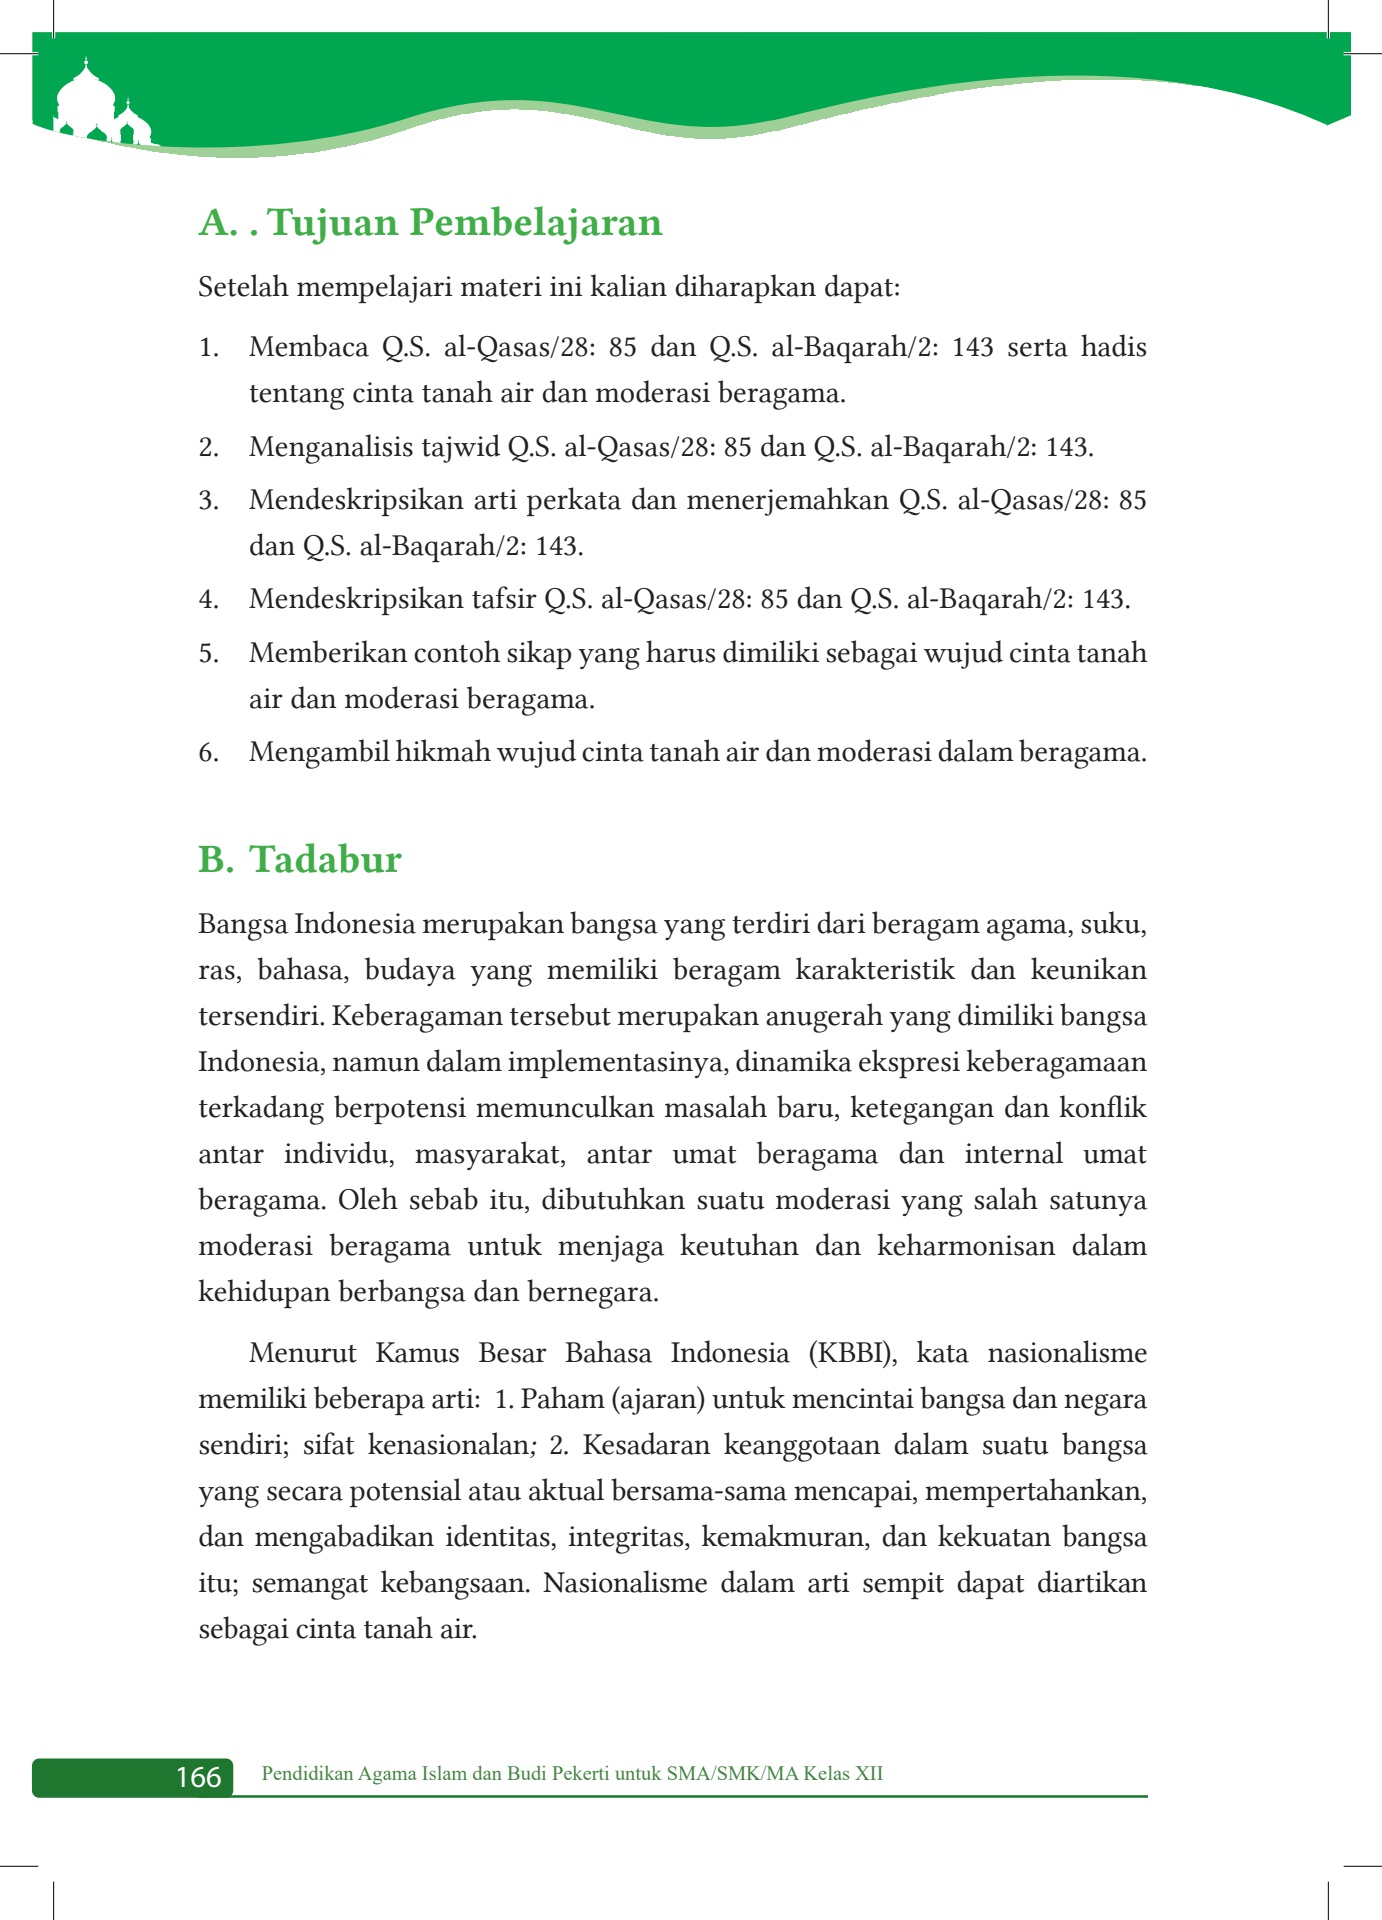 A. . Tujuan Pembelajaran
Setelah mempelajari materi ini kalian diharapkan dapat:
1. Membaca Q.S. al-Qasas/28: 85 dan Q.S. al-Baqarah/2: 143 serta hadis
tentang cinta tanah air dan moderasi beragama.
2. Menganalisis tajwid Q.S. al-Qasas/28: 85 dan Q.S. al-Baqarah/2: 143.
3. Mendeskripsikan arti perkata dan menerjemahkan Q.S. al-Qasas/28: 85
dan Q.S. al-Baqarah/2: 143.
4. Mendeskripsikan tafsir Q.S. al-Qasas/28: 85 dan Q.S. al-Baqarah/2: 143.
5. Memberikan contoh sikap yang harus dimiliki sebagai wujud cinta tanah
air dan moderasi beragama.
6. Mengambil hikmah wujud cinta tanah air dan moderasi dalam beragama.
B. Tadabur
Bangsa Indonesia merupakan bangsa yang terdiri dari beragam agama, suku,
ras, bahasa, budaya yang memiliki beragam karakteristik dan keunikan
tersendiri. Keberagaman tersebut merupakan anugerah yang dimiliki bangsa
Indonesia, namun dalam implementasinya, dinamika ekspresi keberagamaan
terkadang berpotensi memunculkan masalah baru, ketegangan dan konflik
antar individu, masyarakat, antar umat beragama dan internal umat
beragama. Oleh sebab itu, dibutuhkan suatu moderasi yang salah satunya
moderasi beragama untuk menjaga keutuhan dan keharmonisan dalam
kehidupan berbangsa dan bernegara.
Menurut Kamus Besar Bahasa Indonesia (KBBI), kata nasionalisme
memiliki beberapa arti: 1. Paham (ajaran) untuk mencintai bangsa dan negara
sendiri; sifat kenasionalan; 2. Kesadaran keanggotaan dalam suatu bangsa
yang secara potensial atau aktual bersama-sama mencapai, mempertahankan,
dan mengabadikan identitas, integritas, kemakmuran, dan kekuatan bangsa
itu; semangat kebangsaan. Nasionalisme dalam arti sempit dapat diartikan
sebagai cinta tanah air.
166 Pendidikan Agama Islam dan Budi Pekerti untuk SMA/SMK/MA Kelas XII